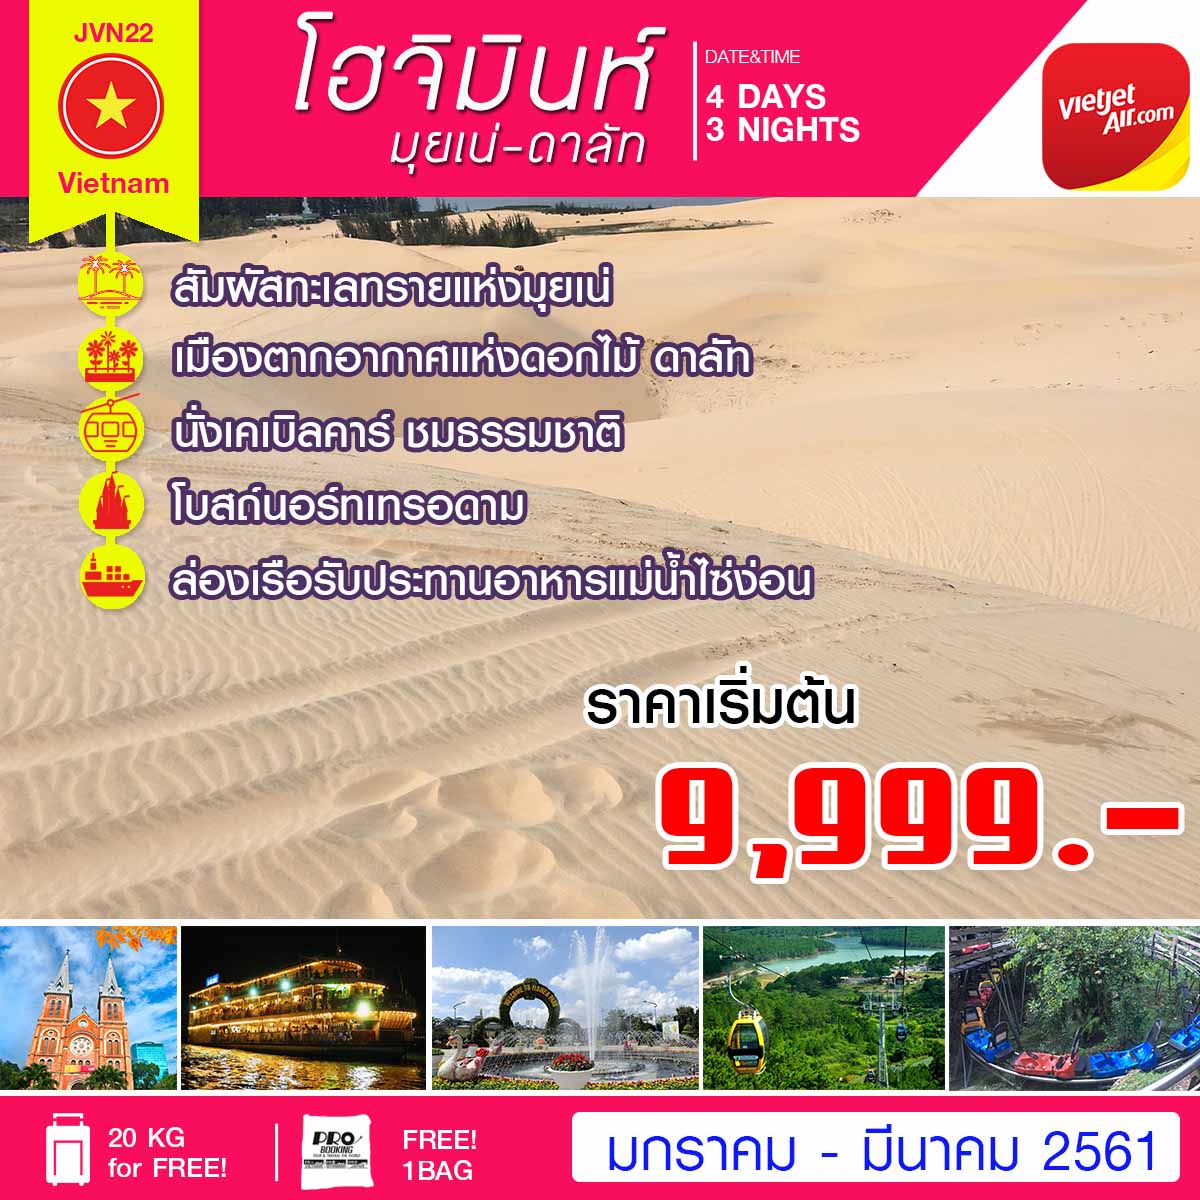 JVN22
Vietnam
โฮจิมินห์
มุยเน่-ดาลัท
DATE&TIME
4 DAYS
3 NIGHTS
Vietjet
Air.com
สัมผัสทะเลทรายแห่งมุยเน่
เมืองตากอากาศแห่งดอกไม้ ดาลัท
นั่งเคเบิลคาร์ ชมธรรมชาติ
โบสถ์นอร์ทเทรอดาม
ล่องเรือรับประทานอาหารแม่น้ำไซ่ง่อน
ราคาเริ่มต้น
9,999.-
20 KG
for FREE!
PRO
BOOKING
FREE!
1BAG
มกราคม - มีนาคม 2561